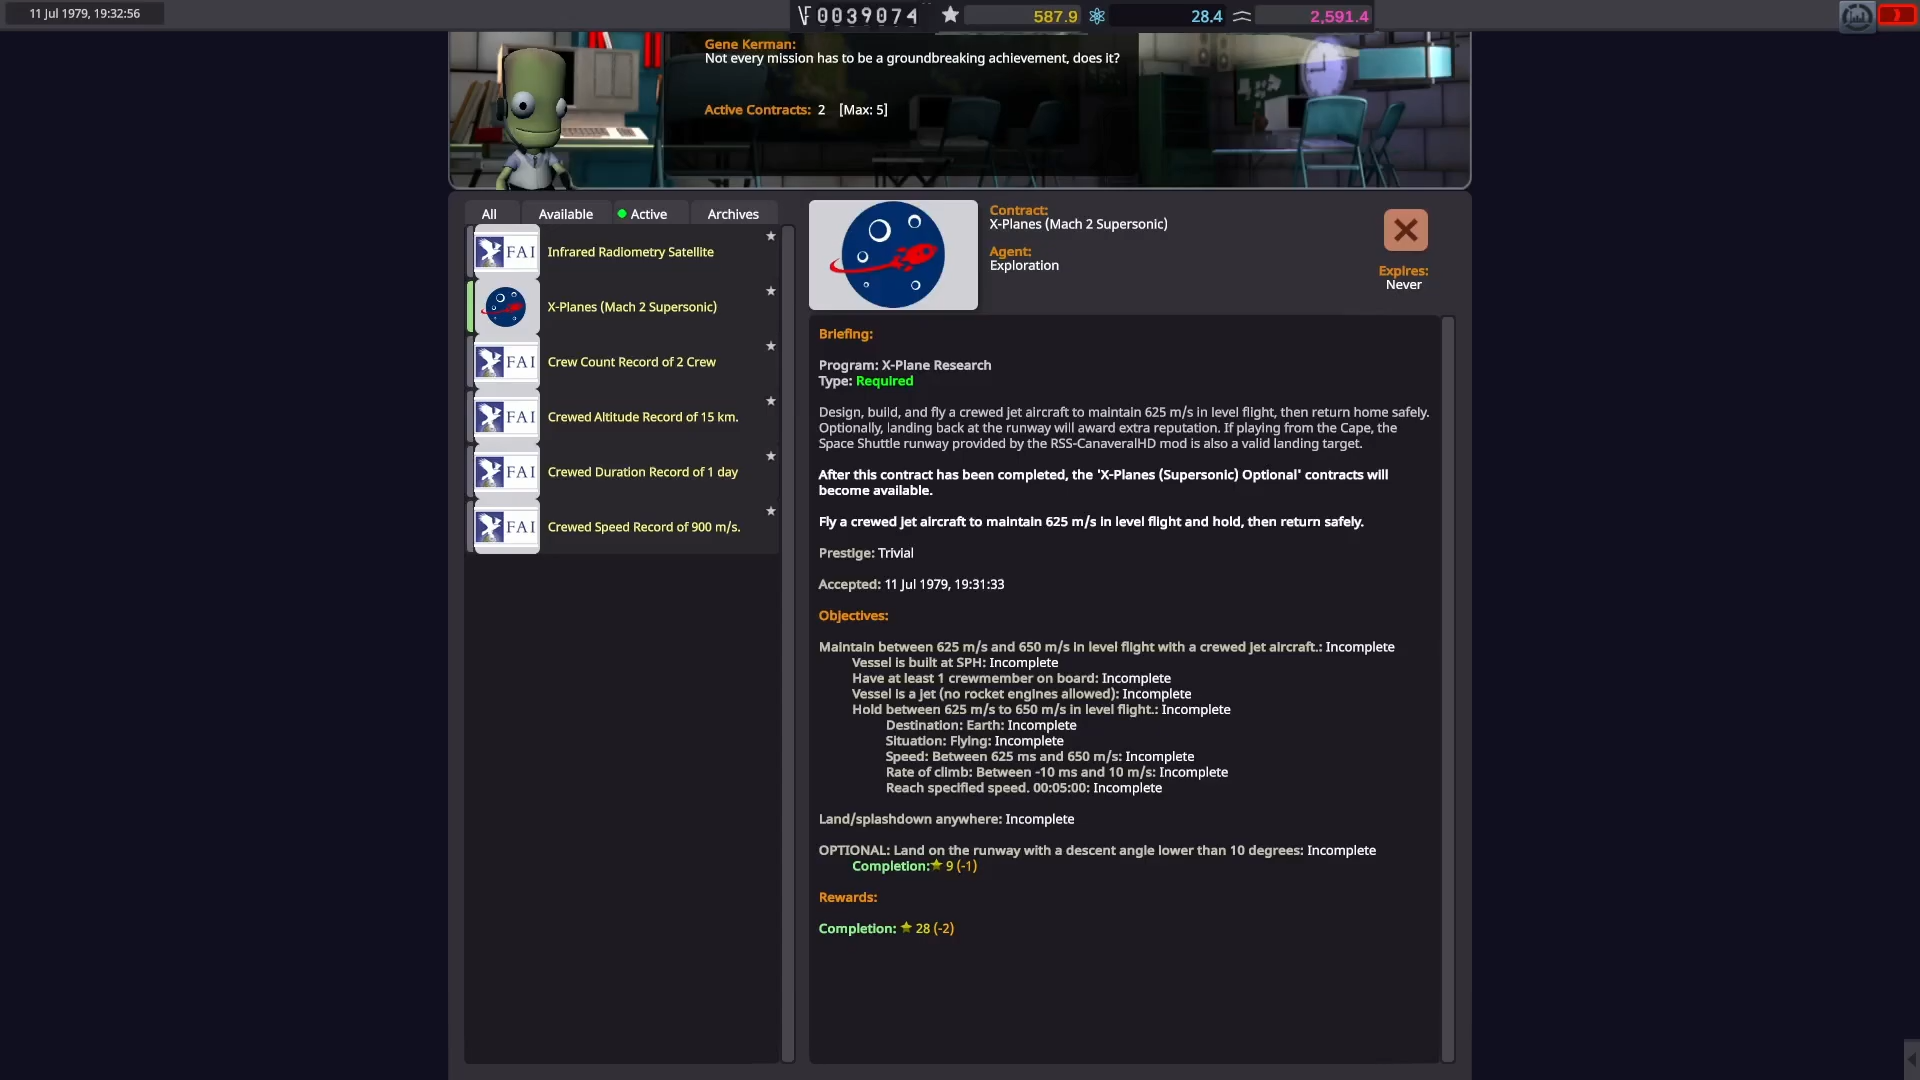 11 Jul 1979, 19:32:56
0039074
587.9
28.4
2,591.4
Gene Kerman:
Not every mission has to be a groundbreaking achievement, does it?
Active Contracts: 2 [Max: 5]
All
Available
Active
Archives
FAI
Infrared Radiometry Satellite
X-Planes (Mach 2 Supersonic)
FAI
Crew Count Record of 2 Crew
FAI
Crewed Altitude Record of 15 km.
FAI
Crewed Duration Record of 1 day
FAI
Crewed Speed Record of 900 m/s.
Contract:
X-Planes (Mach 2 Supersonic)
Agent:
Exploration
Expires:
Never
Briefing:
Program: X-Plane Research
Type: Required
Design, build, and fly a crewed jet aircraft to maintain 625 m/s in level flight, then return home safely.
Optionally, landing back at the runway will award extra reputation. If playing from the Cape, the
Space Shuttle runway provided by the RSS-CanaveralHD mod is also a valid landing target.
After this contract has been completed, the 'X-Planes (Supersonic) Optional' contracts will
become available.
Fly a crewed jet aircraft to maintain 625 m/s in level flight and hold, then return safely.
Prestige: Trivial
Accepted: 11 Jul 1979, 19:31:33
Objectives:
Maintain between 625 m/s and 650 m/s in level flight with a crewed jet aircraft.: Incomplete
Vessel is built at SPH: Incomplete
Have at least 1 crewmember on board: Incomplete
Vessel is a jet (no rocket engines allowed): Incomplete
Hold between 625 m/s to 650 m/s in level flight.: Incomplete
Destination: Earth: Incomplete
Situation: Flying: Incomplete
Speed: Between 625 ms and 650 m/s: Incomplete
Rate of climb: Between -10 ms and 10 m/s: Incomplete
Reach specified speed. 00:05:00: Incomplete
Land/splashdown anywhere: Incomplete
OPTIONAL: Land on the runway with a descent angle lower than 10 degrees: Incomplete
Completion: 9 (-1)
Rewards:
Completion: 28 (-2)